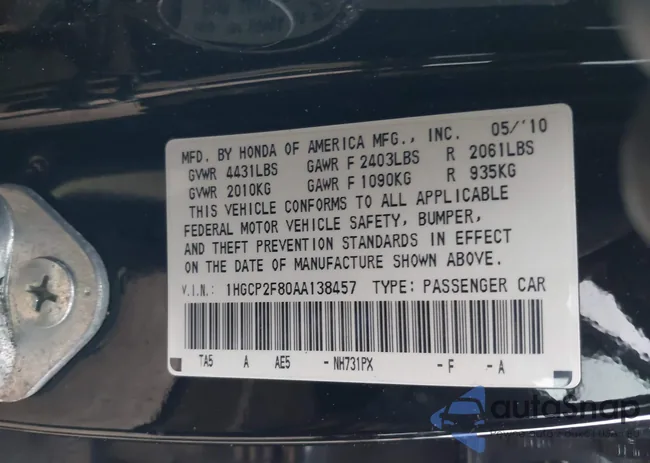 MFD. BY HONDA OF AMERICA MFG., INC. 05/'10
GVWR 4431LBS GAWR F 2403LBS R 2061LBS
GVWR 2010KG GAWR F 1090KG R 935KG
THIS VEHICLE CONFORMS TO ALL APPLICABLE
FEDERAL MOTOR VEHICLE SAFETY, BUMPER,
AND THEFT PREVENTION STANDARDS IN EFFECT
ON THE DATE OF MANUFACTURE SHOWN ABOVE.
V.I.N.: 1HGCP2F80AA138457 TYPE: PASSENGER CAR
TA5 A AE5 -NH731PX -F -A
autoSnap